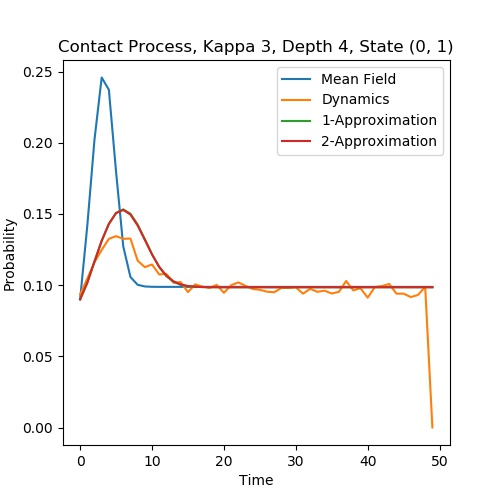 Contact Process, Kappa 3, Depth 4, State (0, 1)
0.25
0.20
0.15
0.10
0.05
0.00
Probability
Mean Field
Dynamics
1-Approximation
2-Approximation
0 10 20 30 40 50
Time